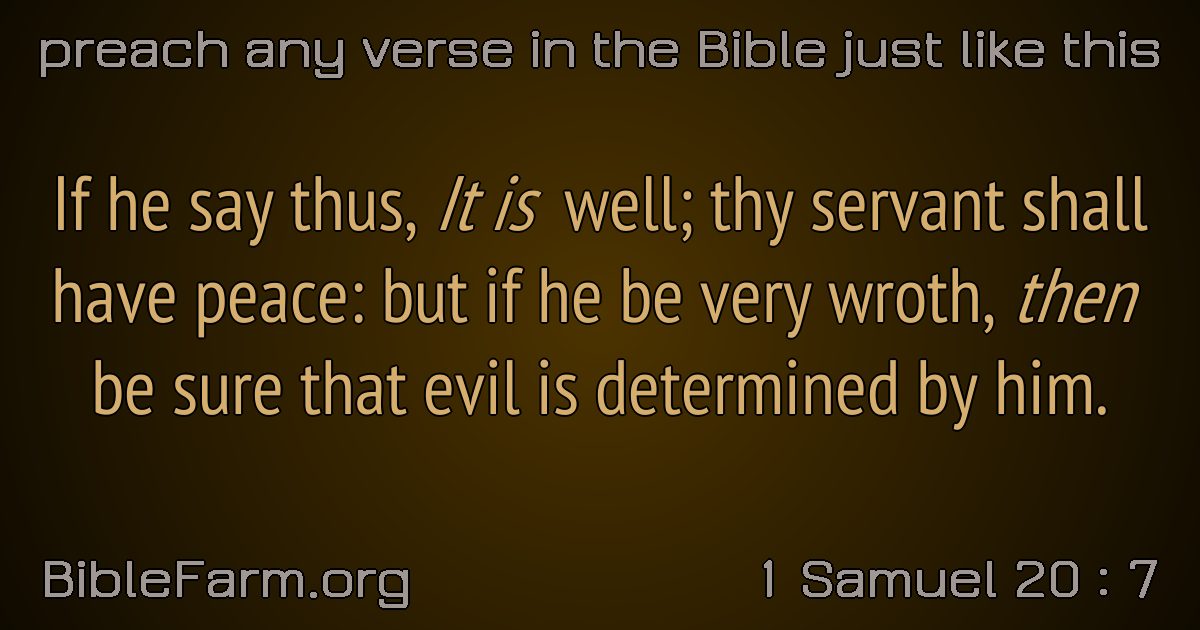 preach any verse in the Bible just like this
If he say thus, It is well; thy servant shall
have peace: but if he be very wroth, then
be sure that evil is determined by him.
BibleFarm.org
1 Samuel 20 : 7